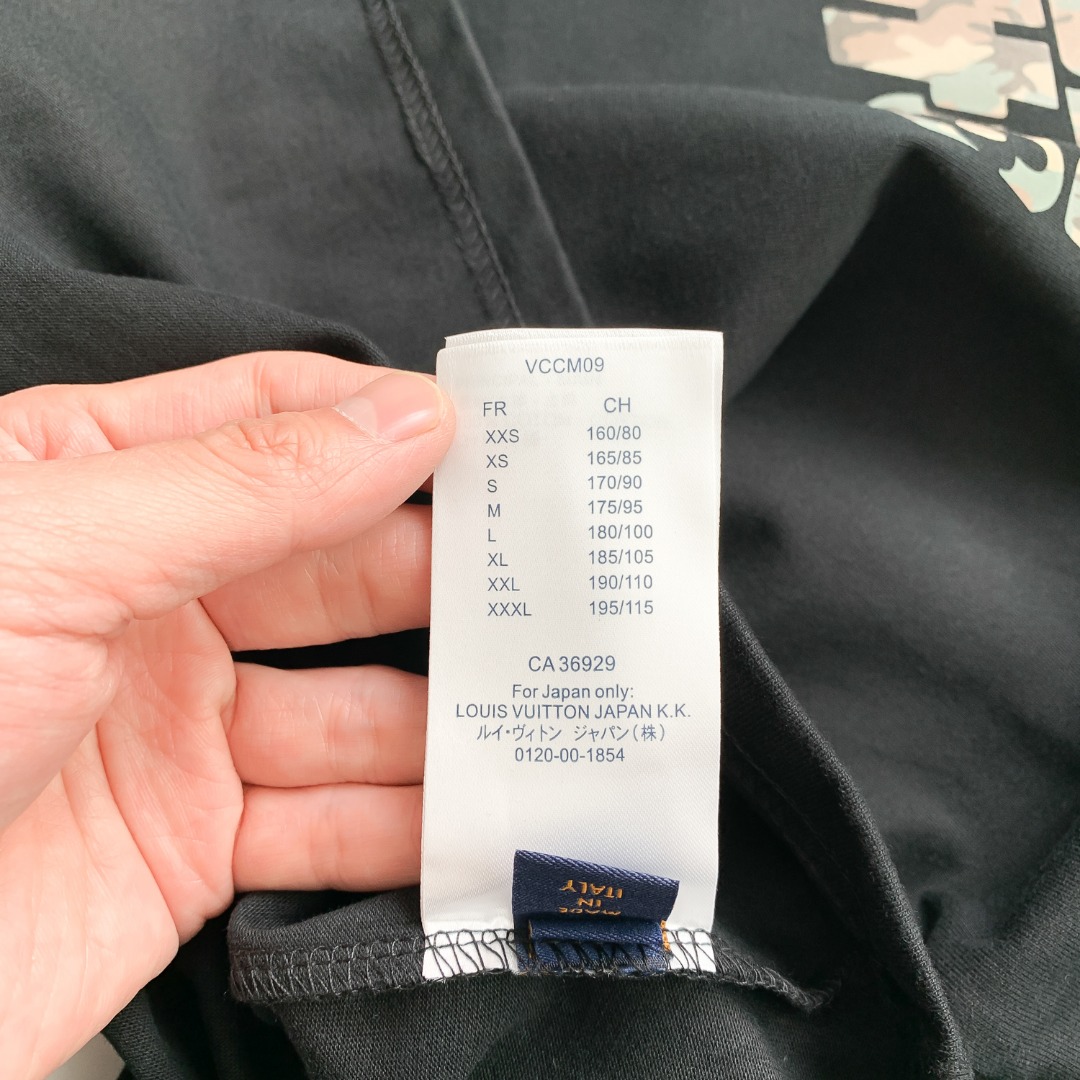 VCCM09
FR CH
XXS 160/80
XS 165/85
S 170/90
M 175/95
L 180/100
XL 185/105
XXL 190/110
XXXL 195/115
CA 36929
For Japan only:
LOUIS VUITTON JAPAN K.K.
ルイ・ヴィトン ジャパン(株)
0120-00-1854
MADE
IN
ITALY